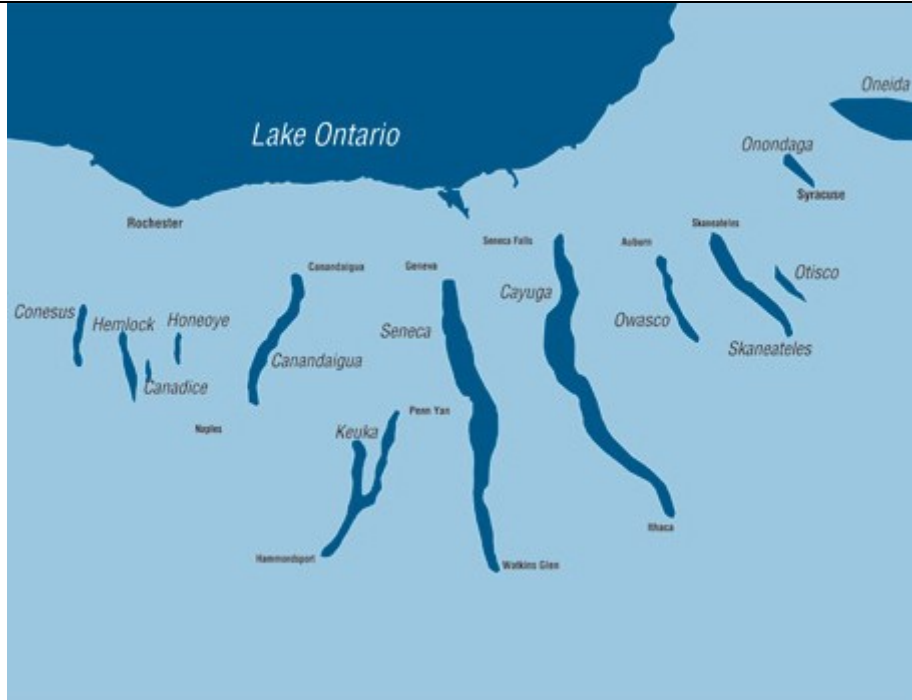 Oneida
Lake Ontario
Onondaga
Syracuse
Rochester
Skaneateles
Seneca Falls
Auburn
Canandaigua
Geneva
Otisco
Cayuga
Conesus
Hemlock
Honeoye
Seneca
Owasco
Skaneateles
Canandaigua
Canadice
Penn Yan
Naples
Keuka
Ithaca
Hammondsport
Watkins Glen